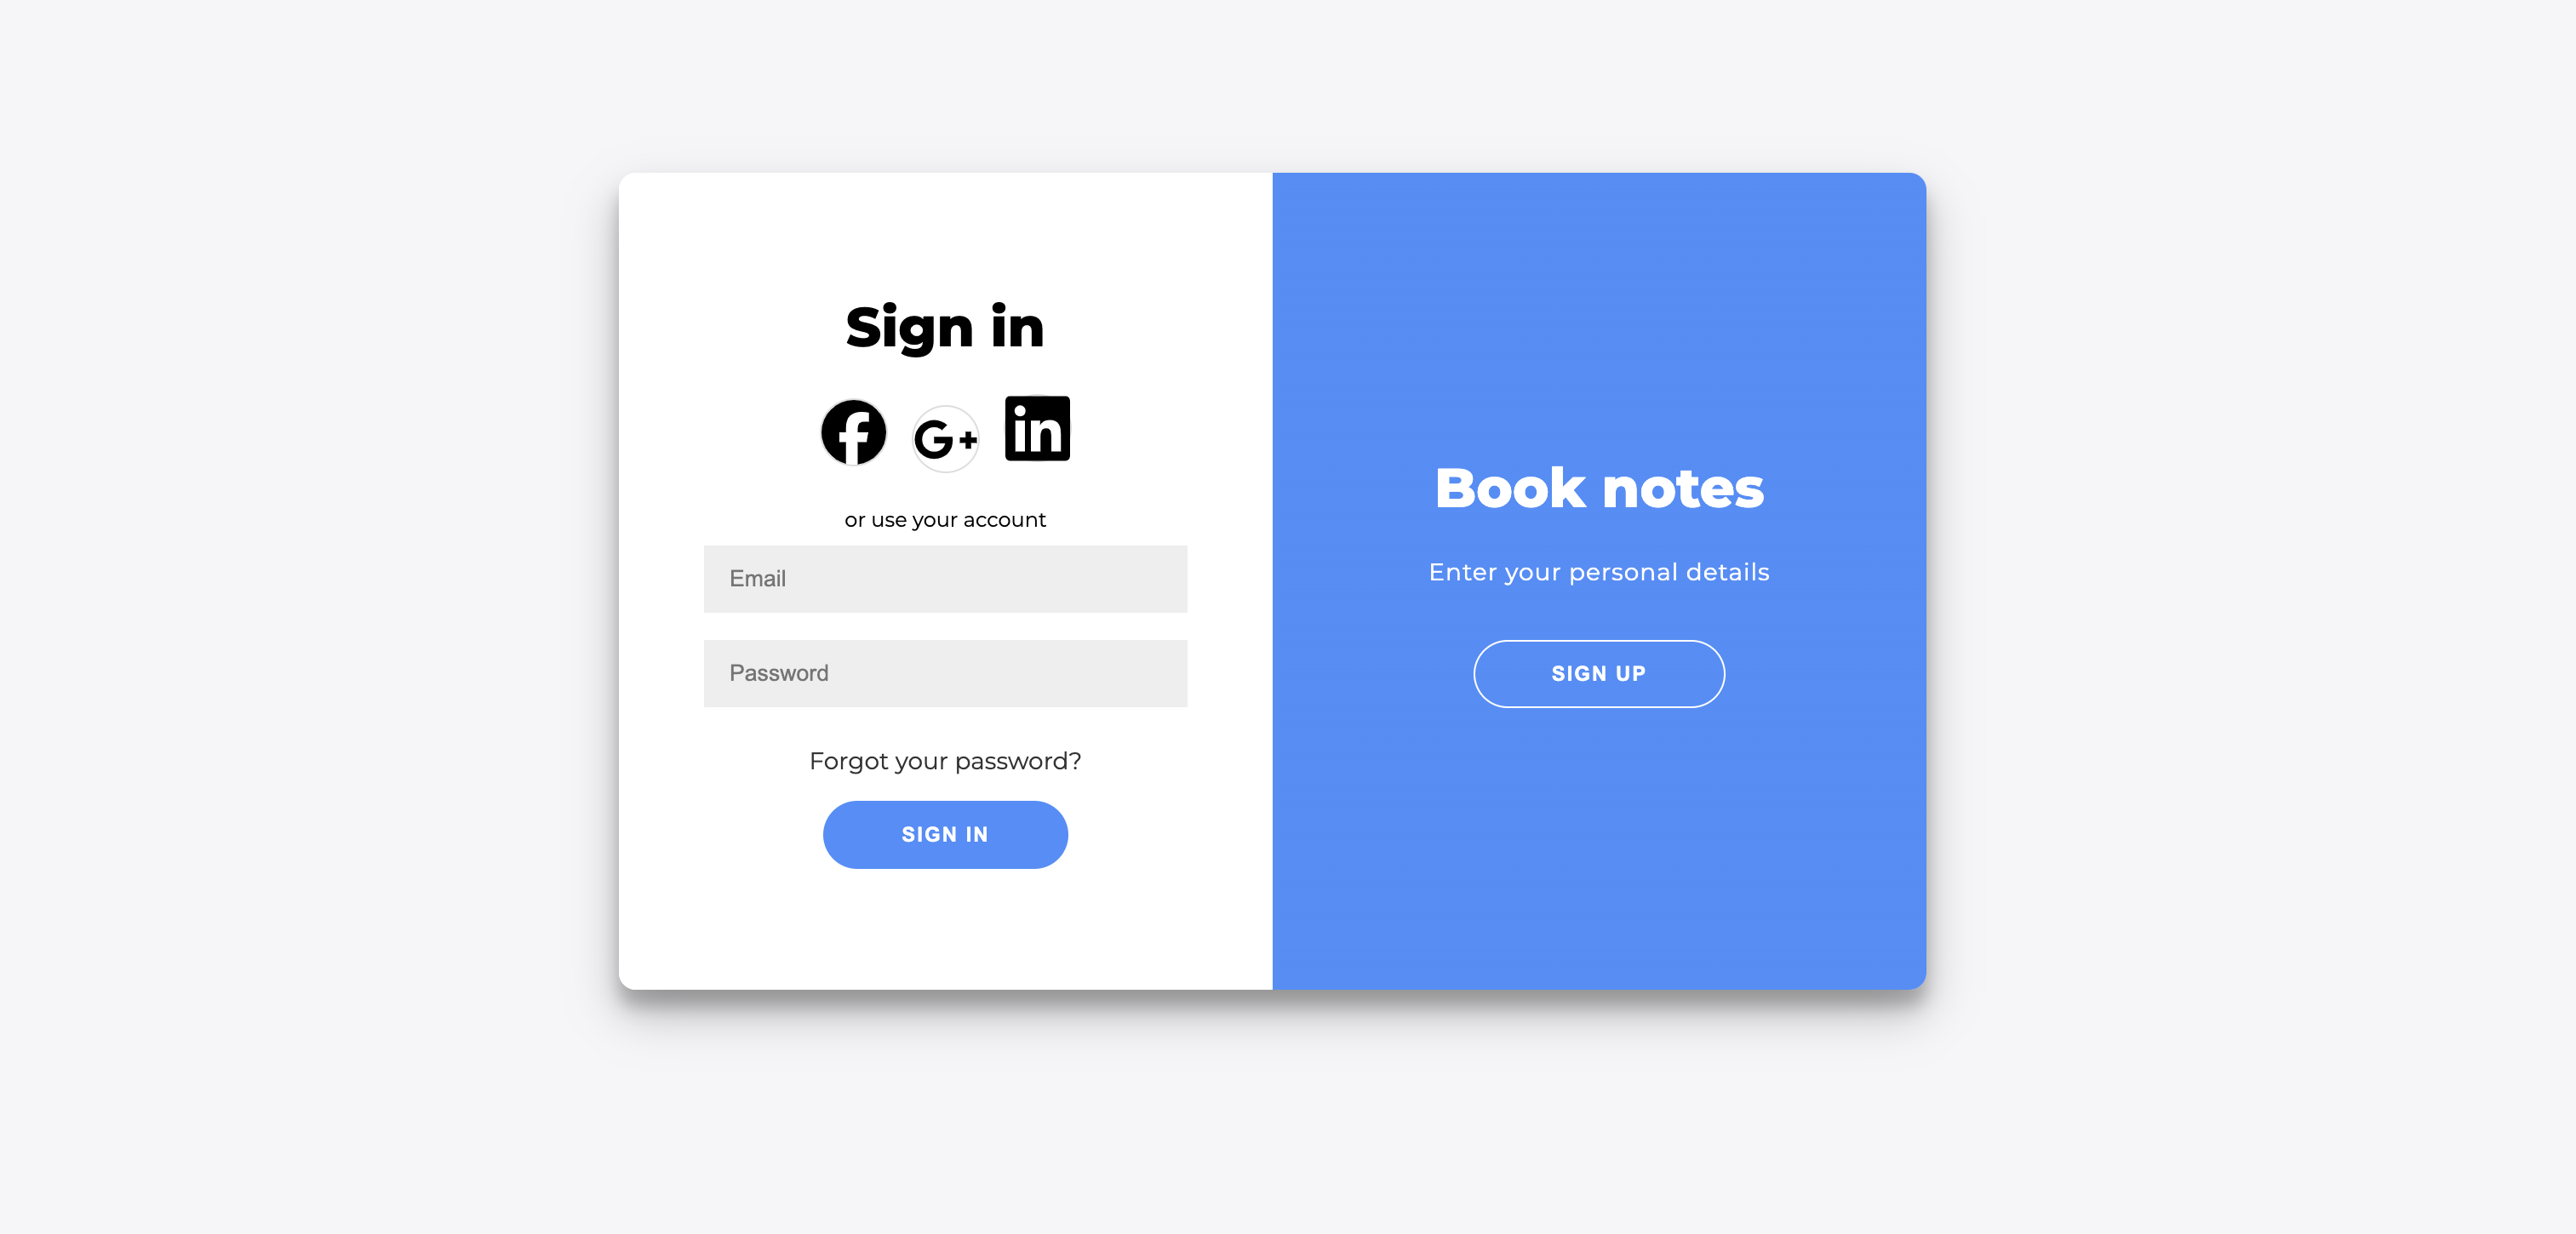 Sign in
f G+ in
or use your account
Email
Password
Forgot your password?
SIGN IN
Book notes
Enter your personal details
SIGN UP